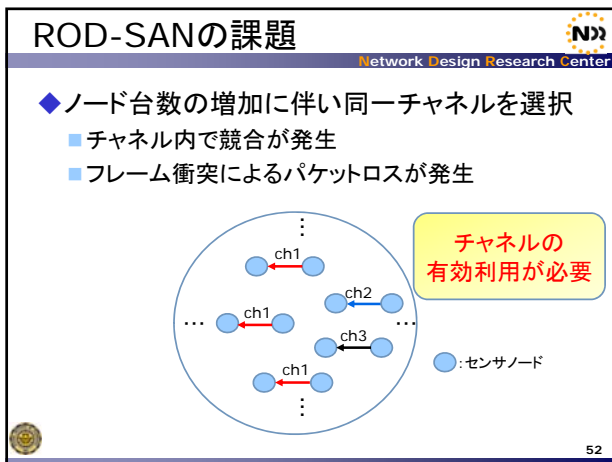 ROD-SANの課題
Network Design Research Center
◆ノード台数の増加に伴い同一チャネルを選択
■チャネル内で競合が発生
■フレーム衝突によるパケットロスが発生
チャネルの
有効利用が必要
⋮
ch1
ch2
… ch1 …
ch3
ch1
⋮
:センサノード
52